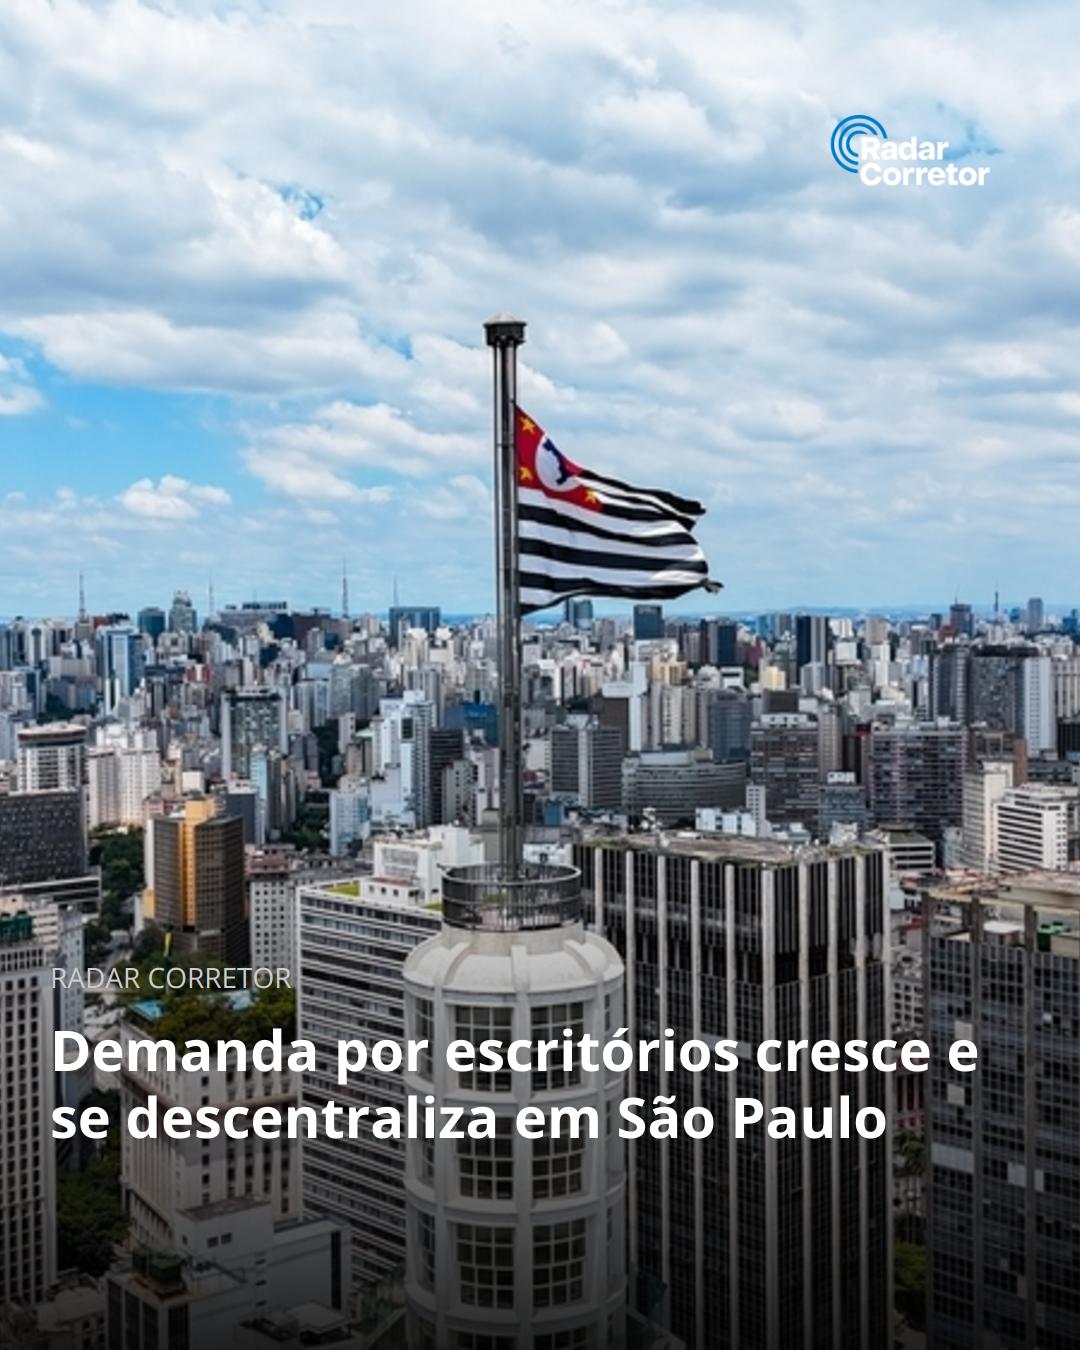 Radar
Corretor
RADAR CORRETOR
Demanda por escritórios cresce e
se descentraliza em São Paulo